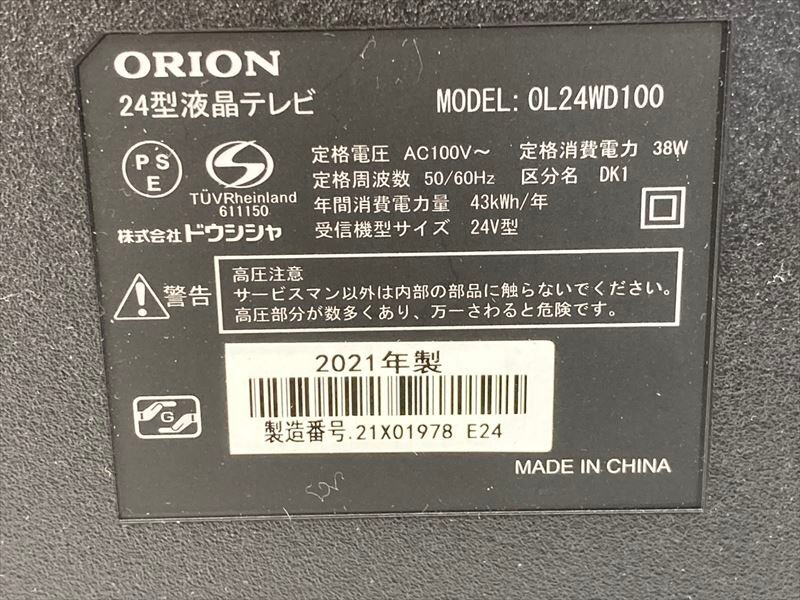 ORION
24型液晶テレビ
MODEL: OL24WD100
PS
E
TÜVRheinland
611150
株式会社ドウシシャ
定格電圧 AC100V～ 定格消費電力 38W
定格周波数 50/60Hz 区分名 DK1
年間消費電力量 43kWh/年
受信機型サイズ 24V型
警告
高圧注意
サービスマン以外は内部の部品に触らないでください。
高圧部分が数多くあり、万一さわると危険です。
G
2021年製
製造番号.21X01978 E24
MADE IN CHINA